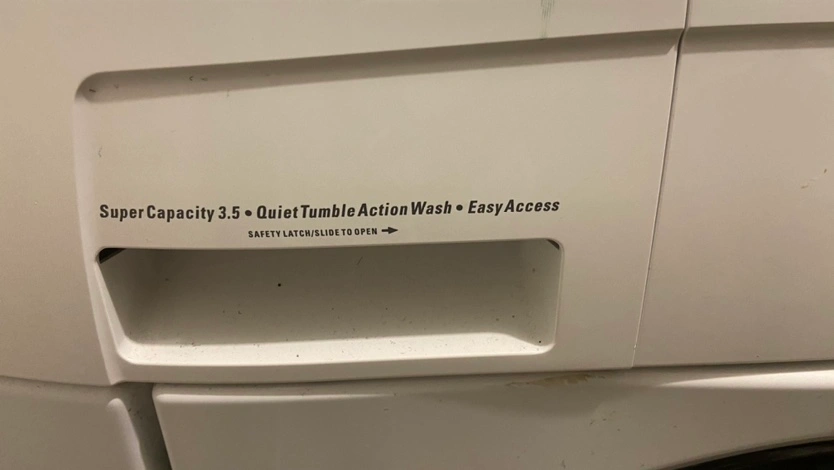 Super Capacity 3.5 • Quiet Tumble Action Wash • Easy Access
SAFETY LATCH/SLIDE TO OPEN →